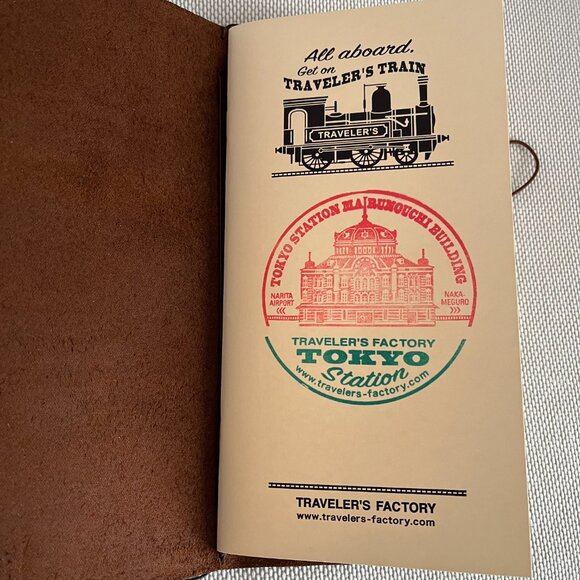 All aboard.
Get on
TRAVELER'S TRAIN
TRAVELER'S
TOKYO STATION MARUNOUCHI BUILDING
NARITA
AIRPORT
<<<
NAKA-
MEGURO
>>>
TRAVELER'S FACTORY
TOKYO
Station
www.travelers-factory.com
TRAVELER'S FACTORY
www.travelers-factory.com